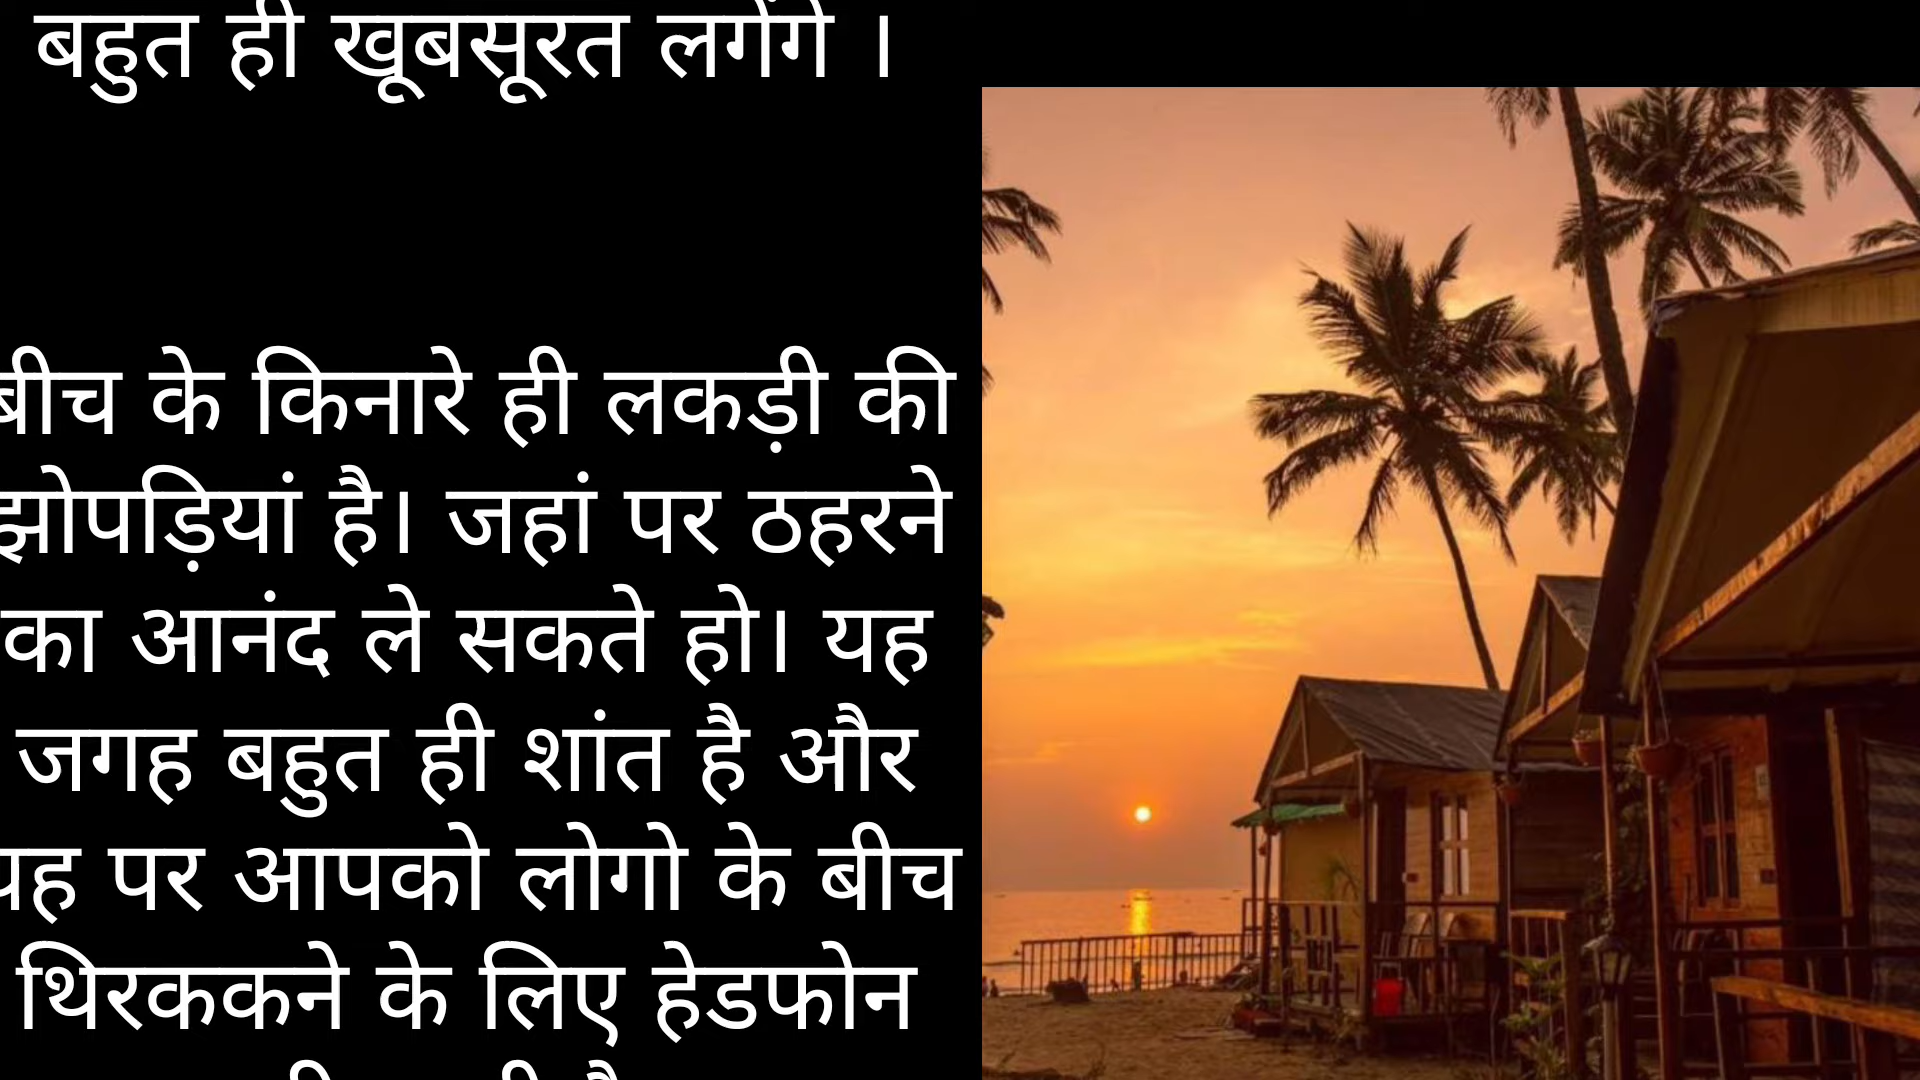 बहुत ही खूबसूरत लगेंगे ।
बीच के किनारे ही लकड़ी की
झोपड़ियां है। जहां पर ठहरने
का आनंद ले सकते हो। यह
जगह बहुत ही शांत है और
यह पर आपको लोगो के बीच
थिरककने के लिए हेडफोन